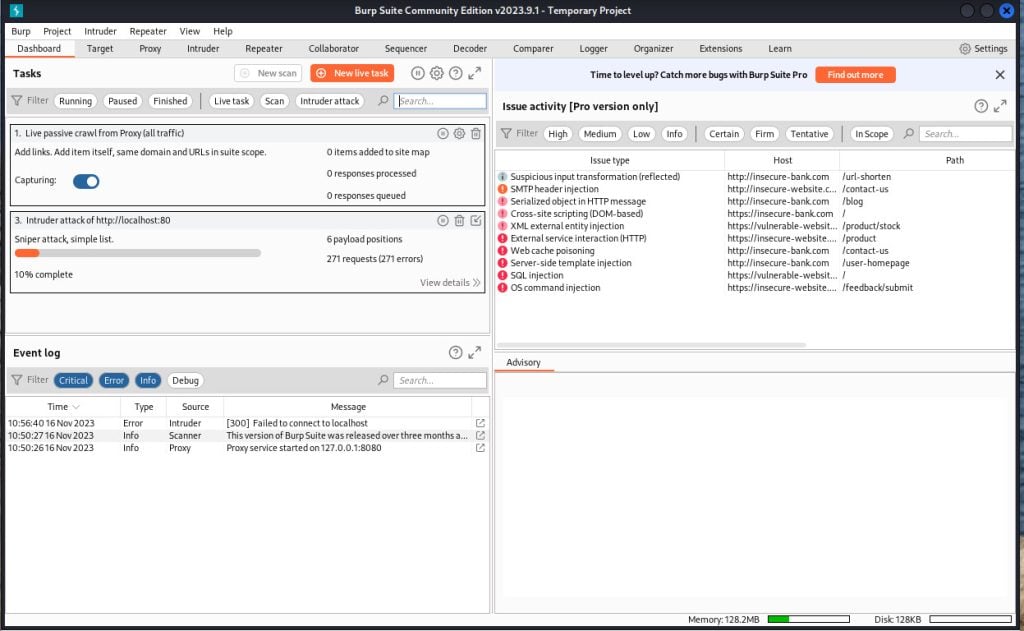 Burp Suite Community Edition v2023.9.1 - Temporary Project
Burp Project Intruder Repeater View Help
Dashboard Target Proxy Intruder Repeater Collaborator Sequencer Decoder Comparer Logger Organizer Extensions Learn Settings
Tasks New scan New live task
Filter Running Paused Finished Live task Scan Intruder attack Search...
1. Live passive crawl from Proxy (all traffic)
Add links. Add item itself, same domain and URLs in suite scope. 0 items added to site map
0 responses processed
Capturing:
0 responses queued
3. Intruder attack of http://localhost:80
Sniper attack, simple list. 6 payload positions
271 requests (271 errors)
10% complete
View details
Event log
Filter Critical Error Info Debug Search...
Time Type Source Message
10:56:40 16 Nov 2023 Error Intruder [300] Failed to connect to localhost
10:50:27 16 Nov 2023 Info Scanner This version of Burp Suite was released over three months a...
10:50:26 16 Nov 2023 Info Proxy Proxy service started on 127.0.0.1:8080
Time to level up? Catch more bugs with Burp Suite Pro Find out more
Issue activity [Pro version only]
Filter High Medium Low Info Certain Firm Tentative In Scope Search...
Issue type Host Path
Suspicious input transformation (reflected) http://insecure-bank.com /url-shorten
SMTP header injection http://insecure-website.c... /contact-us
Serialized object in HTTP message http://insecure-bank.com /blog
Cross-site scripting (DOM-based) http://insecure-bank.com /
XML external entity injection https://vulnerable-website... /product/stock
External service interaction (HTTP) https://insecure-website.... /product
Web cache poisoning http://insecure-bank.com /contact-us
Server-side template injection http://insecure-bank.com /user-homepage
SQL injection https://vulnerable-websit... /
OS command injection https://insecure-website.... /feedback/submit
Advisory
Memory: 128.2MB Disk: 128KB